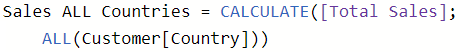 Sales ALL Countries = CALCULATE([Total Sales];
ALL(Customer[Country]))